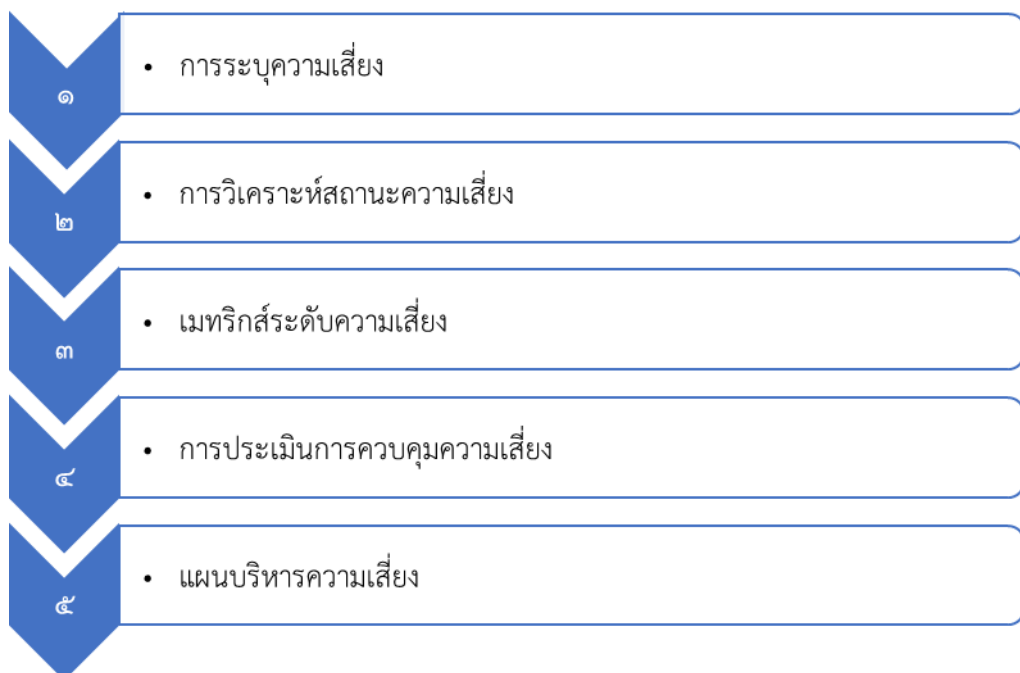 ๑
• การระบุความเสี่ยง
๒
• การวิเคราะห์สถานะความเสี่ยง
๓
• เมทริกส์ระดับความเสี่ยง
๔
• การประเมินการควบคุมความเสี่ยง
๕
• แผนบริหารความเสี่ยง